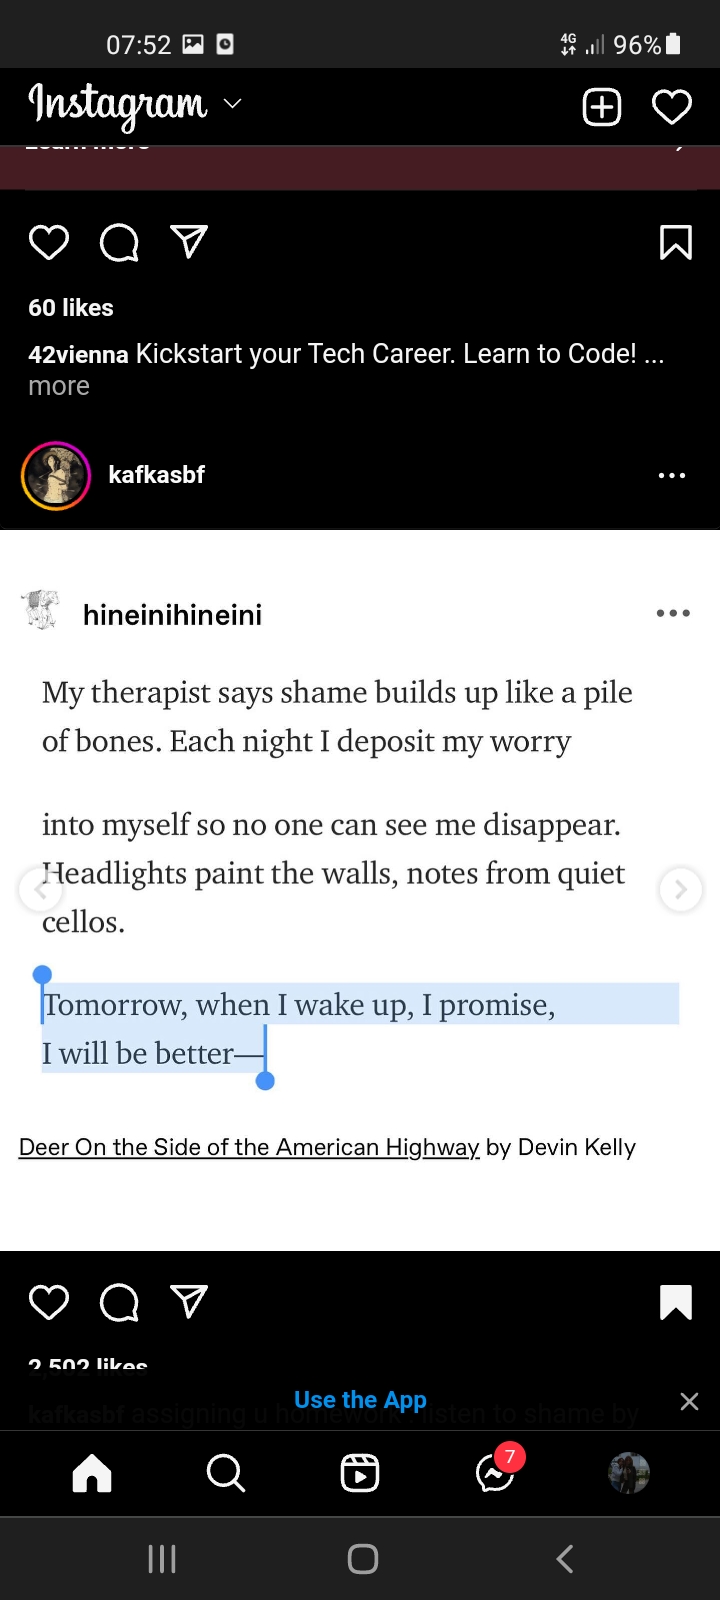 07:52
4G 96%
Instagram
Learn more
60 likes
42vienna Kickstart your Tech Career. Learn to Code! ...
more
kafkasbf
hineinihineini
My therapist says shame builds up like a pile
of bones. Each night I deposit my worry
into myself so no one can see me disappear.
Headlights paint the walls, notes from quiet
cellos.
Tomorrow, when I wake up, I promise,
I will be better—
Deer On the Side of the American Highway by Devin Kelly
2,502 likes
Use the App
kafkasbf assigning u homework: listen to shame by
7